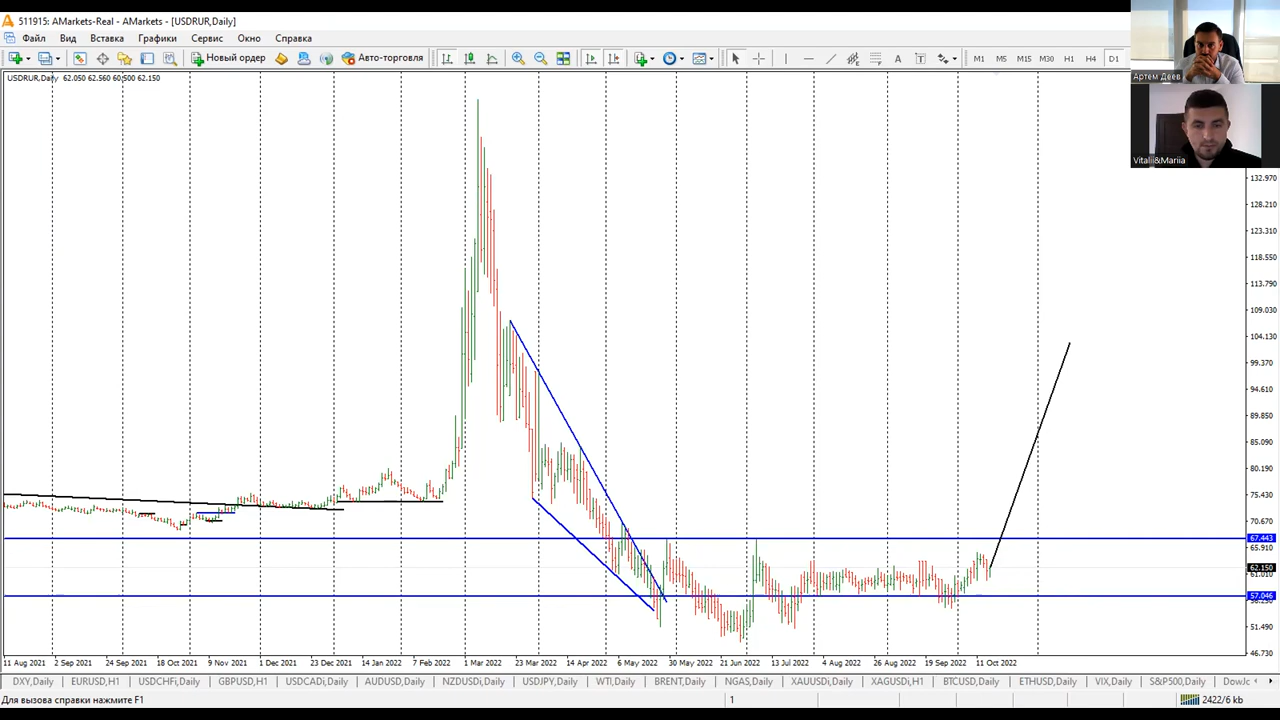 511915: AMarkets-Real - AMarkets - [USDRUR,Daily]
Файл Вид Вставка Графики Сервис Окно Справка
Новый ордер Авто-торговля A T M1 M5 M15 M30 H1 H4 D1
Артем Деев
Vitalii&Mariia
USDRUR,Daily 62.050 62.560 60.500 62.150
132.970
128.210
123.310
118.550
113.790
109.030
104.130
99.370
94.610
89.850
85.090
80.190
75.430
70.670
67.443
65.910
62.150
61.010
57.046
51.490
46.730
11 Aug 2021 2 Sep 2021 24 Sep 2021 18 Oct 2021 9 Nov 2021 1 Dec 2021 23 Dec 2021 14 Jan 2022 7 Feb 2022 1 Mar 2022 23 Mar 2022 14 Apr 2022 6 May 2022 30 May 2022 21 Jun 2022 13 Jul 2022 4 Aug 2022 26 Aug 2022 19 Sep 2022 11 Oct 2022
DXY,Daily EURUSD,H1 USDCHFi,Daily GBPUSD,H1 USDCADi,Daily AUDUSD,Daily NZDUSDi,Daily USDJPY,Daily WTI,Daily BRENT,Daily NGAS,Daily XAUUSDi,Daily XAGUSDi,H1 BTCUSD,Daily ETHUSD,Daily VIX,Daily S&P500,Daily DowJc
Для вызова справки нажмите F1 1 2422/6 kb